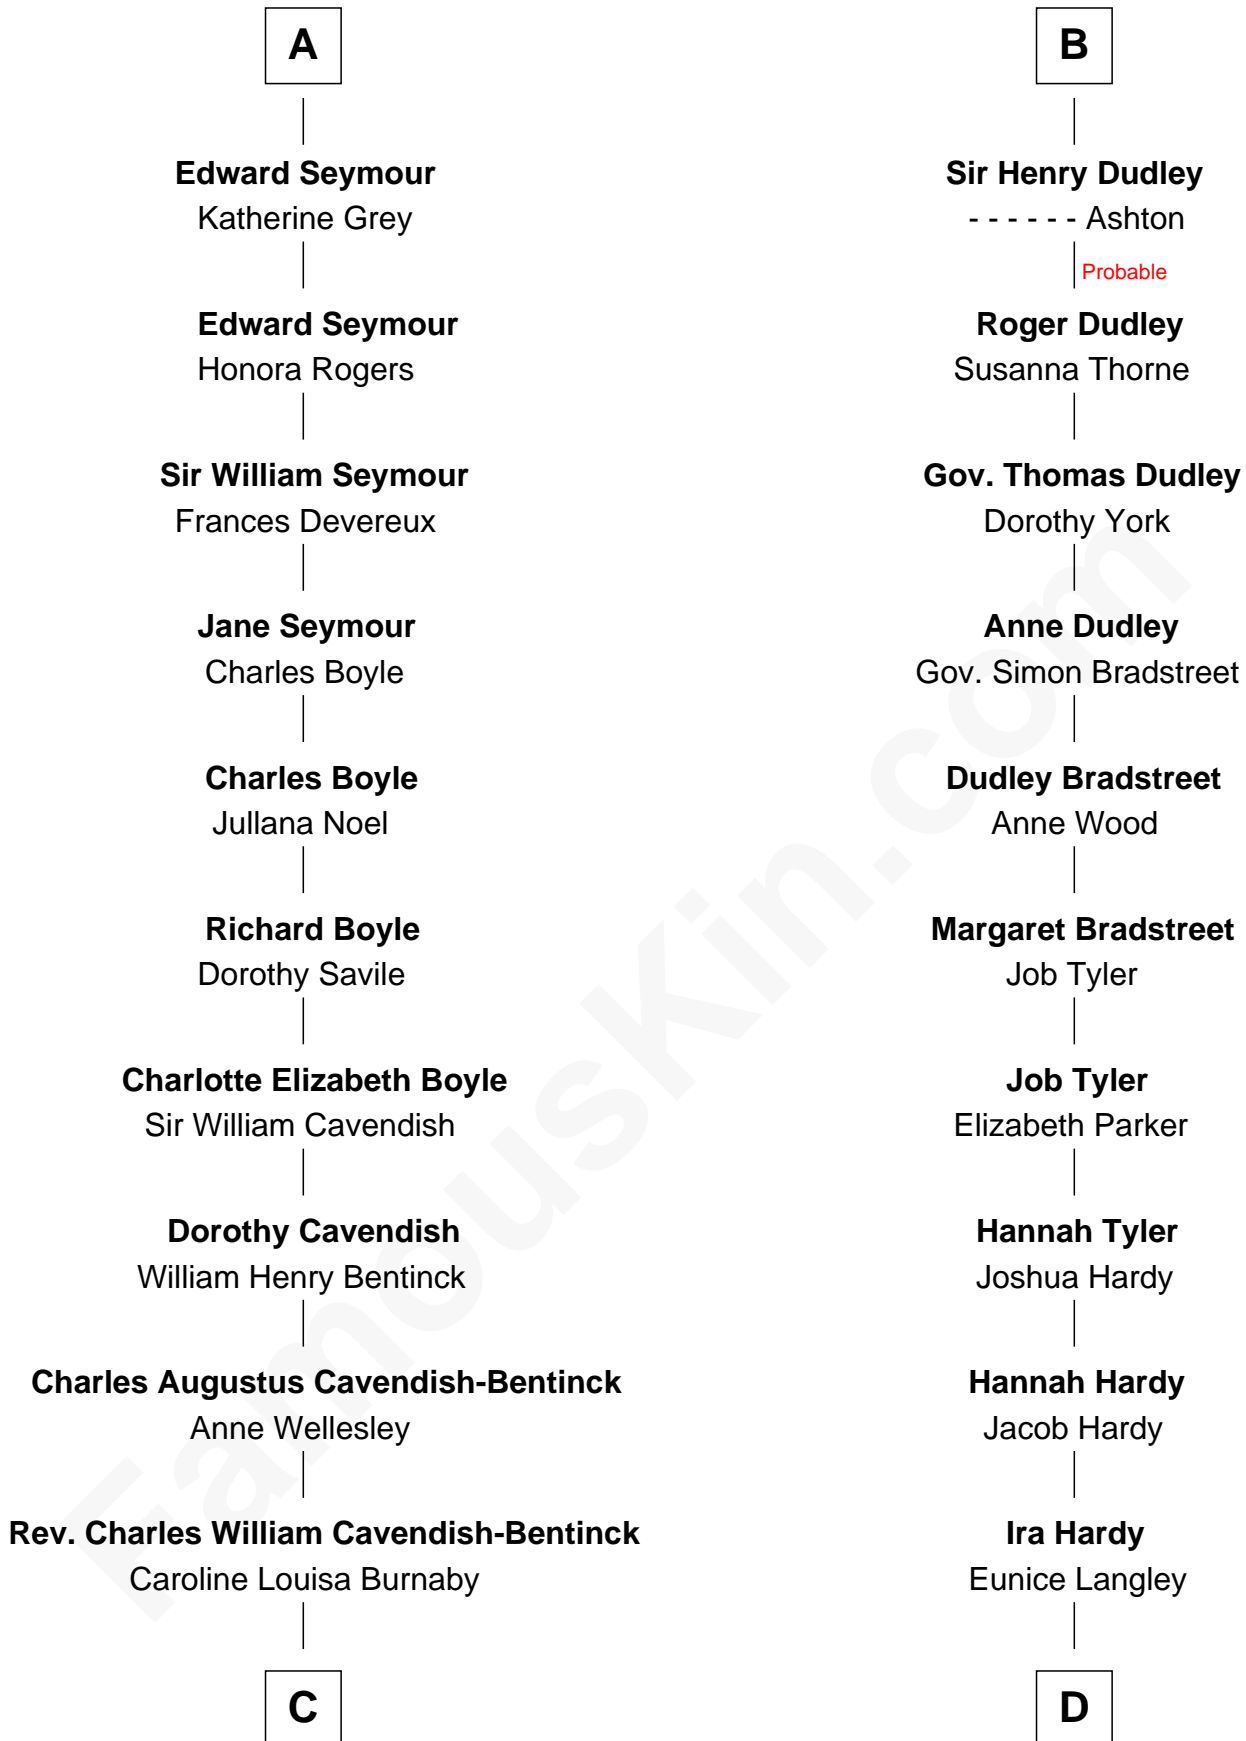 A
Edward Seymour
Katherine Grey
Edward Seymour
Honora Rogers
Sir William Seymour
Frances Devereux
Jane Seymour
Charles Boyle
Charles Boyle
Jullana Noel
Richard Boyle
Dorothy Savile
Charlotte Elizabeth Boyle
Sir William Cavendish
Dorothy Cavendish
William Henry Bentinck
Charles Augustus Cavendish-Bentinck
Anne Wellesley
Rev. Charles William Cavendish-Bentinck
Caroline Louisa Burnaby
C
B
Sir Henry Dudley
- - - - - - Ashton
Probable
Roger Dudley
Susanna Thorne
Gov. Thomas Dudley
Dorothy York
Anne Dudley
Gov. Simon Bradstreet
Dudley Bradstreet
Anne Wood
Margaret Bradstreet
Job Tyler
Job Tyler
Elizabeth Parker
Hannah Tyler
Joshua Hardy
Hannah Hardy
Jacob Hardy
Ira Hardy
Eunice Langley
D
FamousKin.com